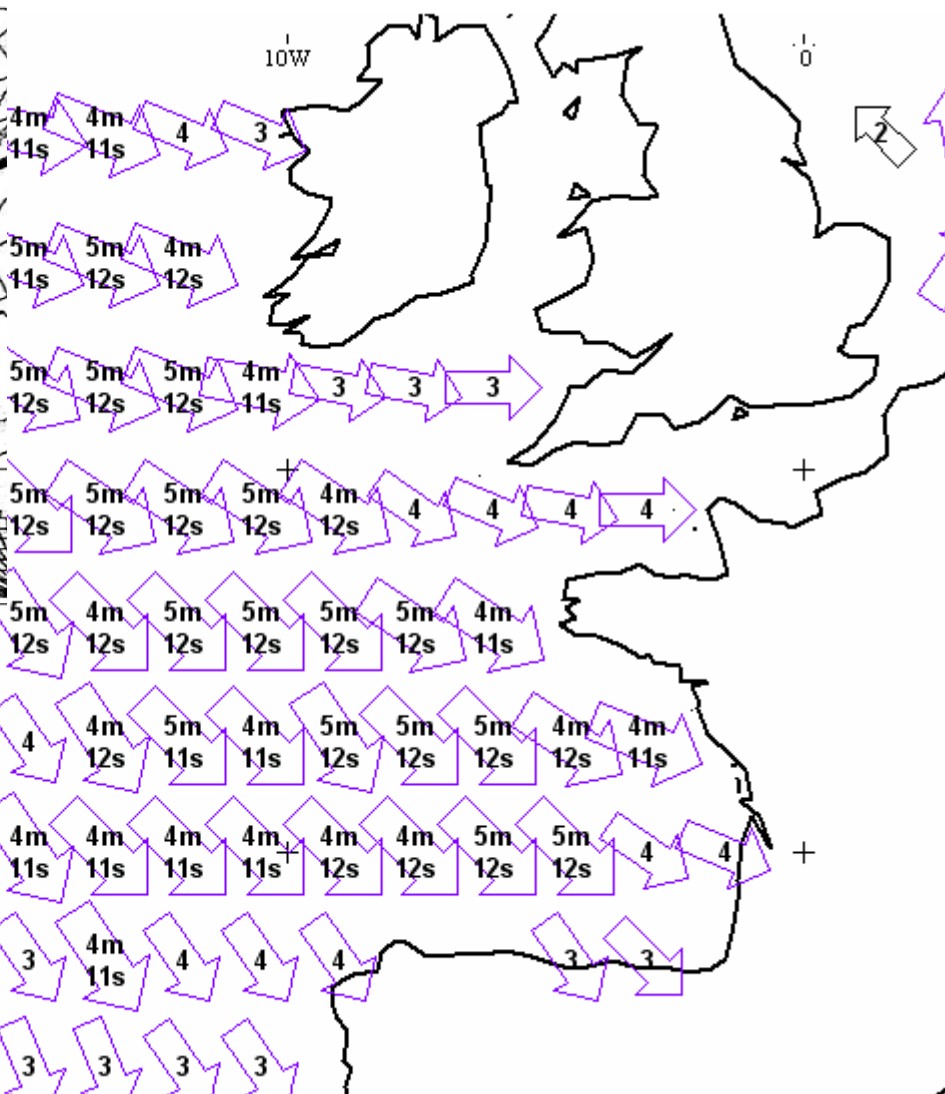 10W 0
4m 4m 4 3 2
11s 11s
5m 5m 4m
11s 12s 12s
5m 5m 5m 4m 3 3 3
12s 12s 12s 11s
5m 5m 5m 5m 4m 4 4 4 4
12s 12s 12s 12s 12s
5m 4m 5m 5m 5m 5m 4m
12s 12s 12s 12s 12s 12s 11s
4 4m 5m 4m 5m 5m 5m 4m 4m
12s 11s 11s 12s 12s 12s 12s 11s
4m 4m 4m 4m 4m 4m 5m 5m 4 4
11s 11s 11s 11s 12s 12s 12s 12s
3 4m 4 4 4 3 3
11s
3 3 3 3